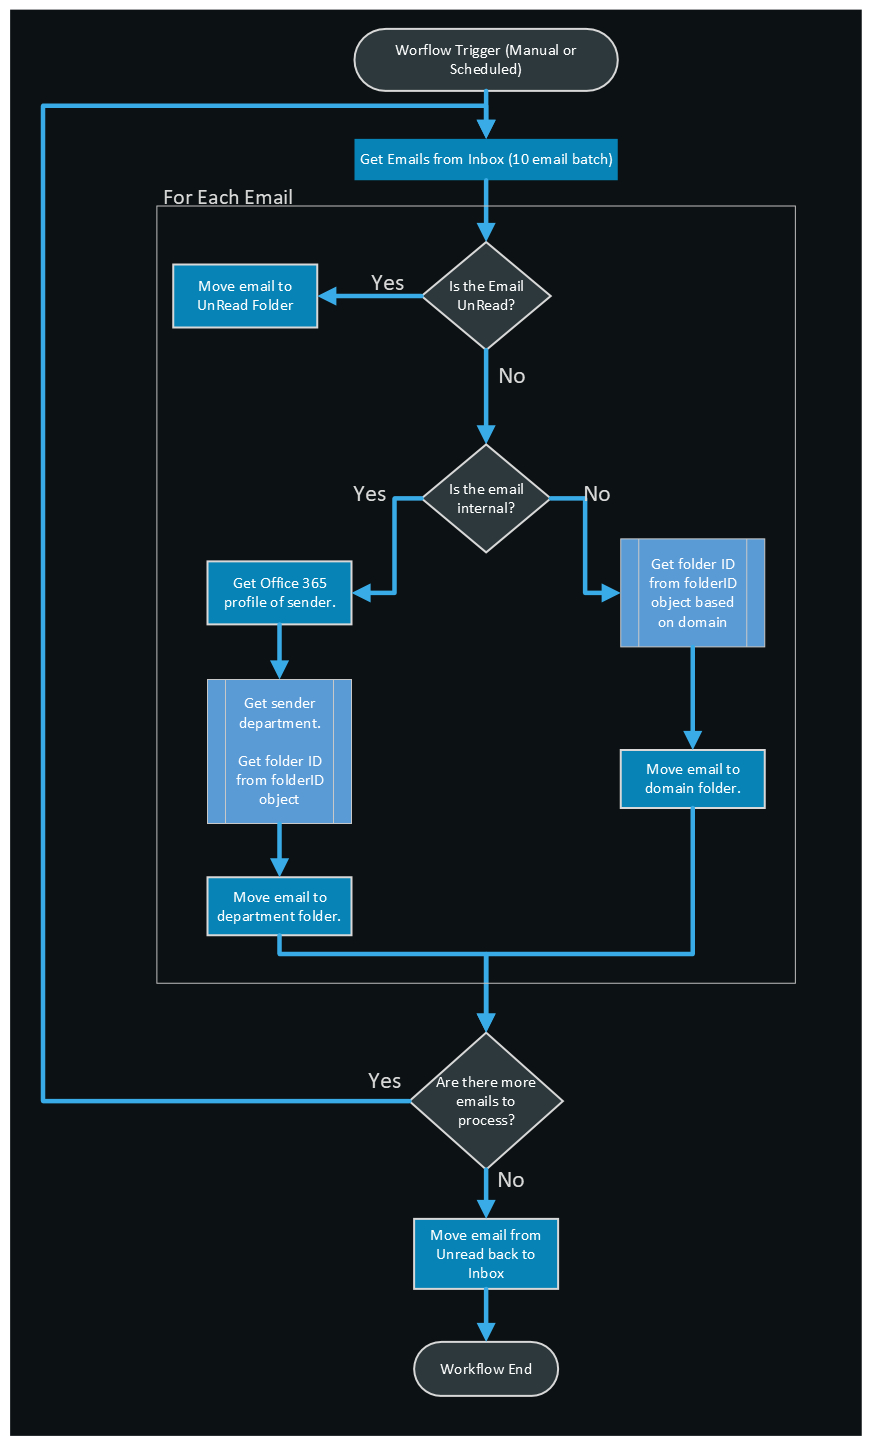 Worflow Trigger (Manual or
Scheduled)
Get Emails from Inbox (10 email batch)
For Each Email
Is the Email
UnRead?
Yes
Move email to
UnRead Folder
No
Is the email
internal?
Yes
No
Get Office 365
profile of sender.
Get folder ID
from folderID
object based
on domain
Get sender
department.
Get folder ID
from folderID
object
Move email to
domain folder.
Move email to
department folder.
Are there more
emails to
process?
Yes
No
Move email from
Unread back to
Inbox
Workflow End